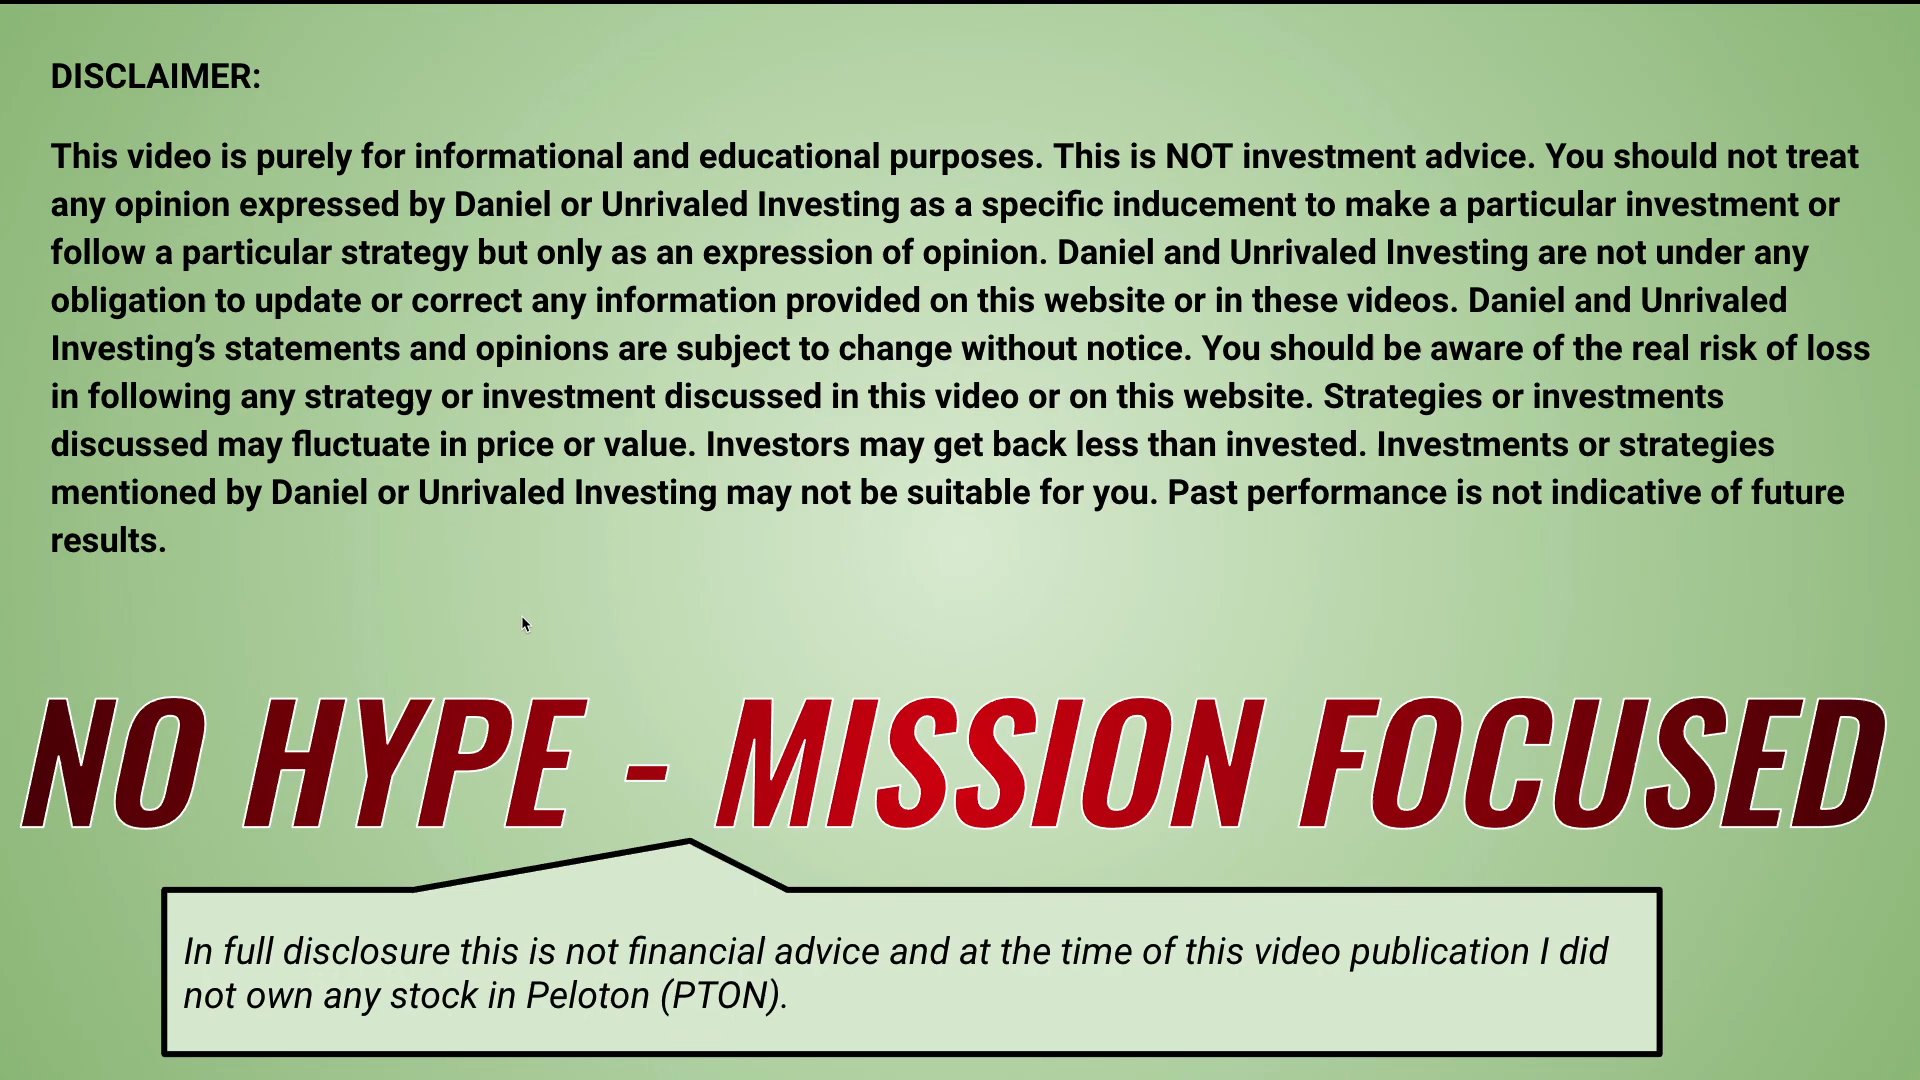 DISCLAIMER:
This video is purely for informational and educational purposes. This is NOT investment advice. You should not treat
any opinion expressed by Daniel or Unrivaled Investing as a specific inducement to make a particular investment or
follow a particular strategy but only as an expression of opinion. Daniel and Unrivaled Investing are not under any
obligation to update or correct any information provided on this website or in these videos. Daniel and Unrivaled
Investing’s statements and opinions are subject to change without notice. You should be aware of the real risk of loss
in following any strategy or investment discussed in this video or on this website. Strategies or investments
discussed may fluctuate in price or value. Investors may get back less than invested. Investments or strategies
mentioned by Daniel or Unrivaled Investing may not be suitable for you. Past performance is not indicative of future
results.
NO HYPE - MISSION FOCUSED
In full disclosure this is not financial advice and at the time of this video publication I did
not own any stock in Peloton (PTON).